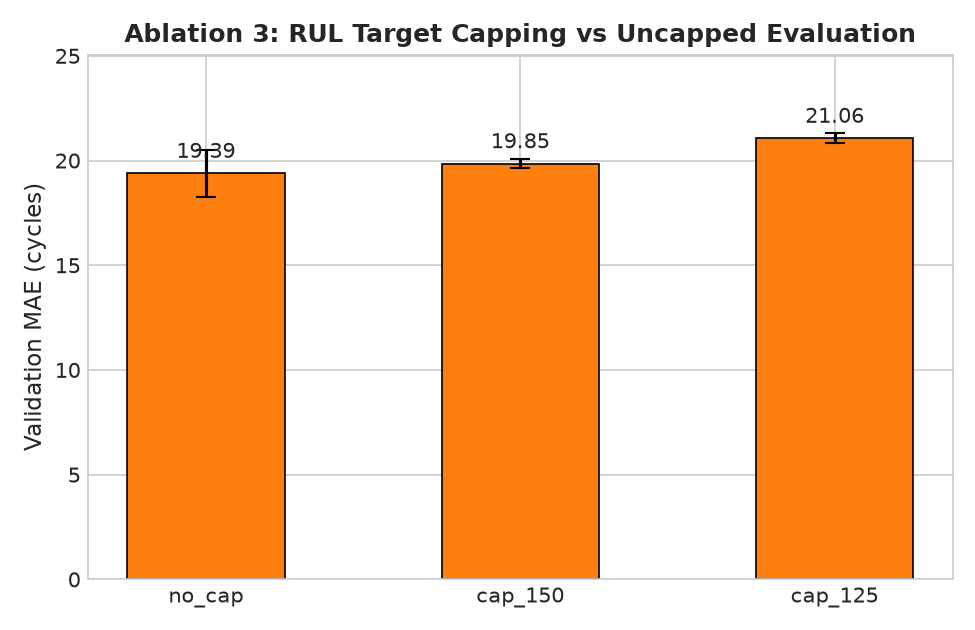 Ablation 3: RUL Target Capping vs Uncapped Evaluation
Validation MAE (cycles)
25
20
15
10
5
0
19.39
19.85
21.06
no_cap
cap_150
cap_125